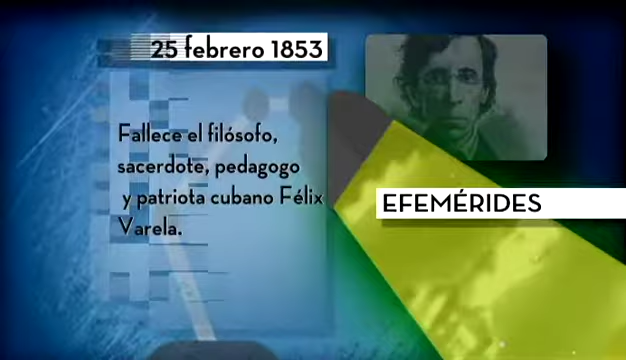 25 febrero 1853
Fallece el filósofo,
sacerdote, pedagogo
y patriota cubano Félix
Varela.
EFEMÉRIDES